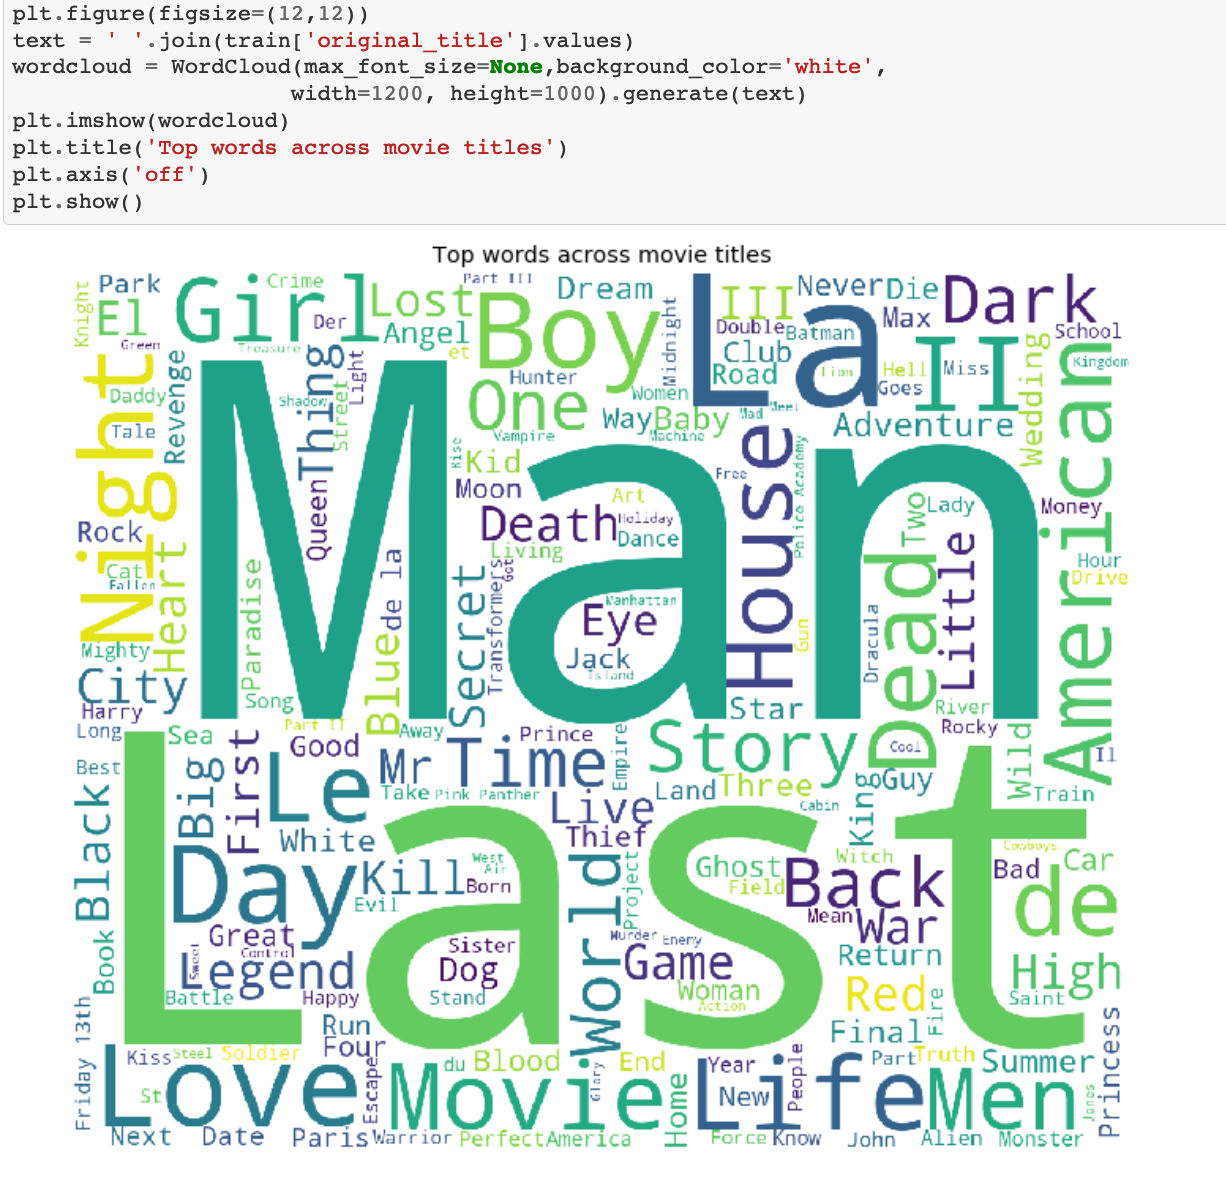 plt.figure(figsize=(12,12))
text = ' '.join(train['original_title'].values)
wordcloud = WordCloud(max_font_size=None,background_color='white',
width=1200, height=1000).generate(text)
plt.imshow(wordcloud)
plt.title('Top words across movie titles')
plt.axis('off')
plt.show()
Top words across movie titles
Knight
Park
El
Green
Girl
Crime
Der
Treasure
Lost
Angel
et
Part III
Boy
Dream
Midnight
La
III
Double
Batman
Club
Road
Never
Die
Max
Lion
Hell
Goes
II
Miss
Dark
School
Kingdom
Wedding
American
Night
Daddy
Tale
Revenge
Shadow
Thing
Street
Light
One
Hunter
Women
Way
Baby
Mad
Meet
Machine
Vampire
Adventure
Rise
Kid
Moon
Man
Queen
Death
Art
Holiday
Dance
Living
Got
House
Free
Police Academy
Two
Lady
Money
Rock
Cat
Fallen
Heart
Paradise
de la
Blue
Secret
Transformers
Manhattan
Eye
Jack
Island
Gun
Dracula
Dead
Little
Hour
Drive
Mighty
City
Harry
Song
Part II
Away
Star
River
Rocky
Long
Sea
Good
Prince
Empire
Story
Cool
Wild
Il
Best
Big
First
Le
Mr
Time
Take
Pink Panther
Land
Three
Cabin
King
Guy
Train
Black
White
Live
Thief
Last
Cowboys
Day
Kill
West
Air
Born
Evil
World
Project
Ghost
Field
Witch
Back
Mean
War
Bad
Car
de
Book
Great
Control
Sweet
Legend
Battle
Happy
Sister
Dog
Stand
Murder
Enemy
Game
Woman
Action
Return
Red
Fire
High
Saint
Friday 13th
Run
Four
Final
Princess
Kiss
Steel
Soldier
St
Love
Escape
du
Blood
Movie
Glory
End
Home
Year
New
People
Life
Part
Truth
Summer
Men
Jones
Next
Date
Paris
Warrior
Perfect
America
Force
Know
John
Alien
Monster